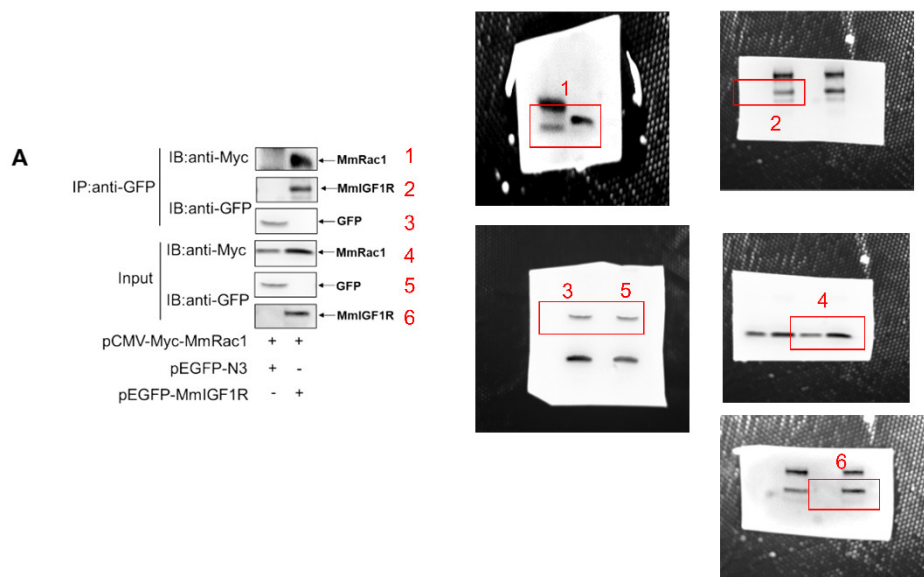 A
IP:anti-GFP
IB:anti-Myc
MmRac1
1
IB:anti-GFP
MmIGF1R
2
GFP
3
Input
IB:anti-Myc
MmRac1
4
IB:anti-GFP
GFP
5
MmIGF1R
6
pCMV-Myc-MmRac1 + +
pEGFP-N3 + -
pEGFP-MmIGF1R - +
1
2
3 5
4
6